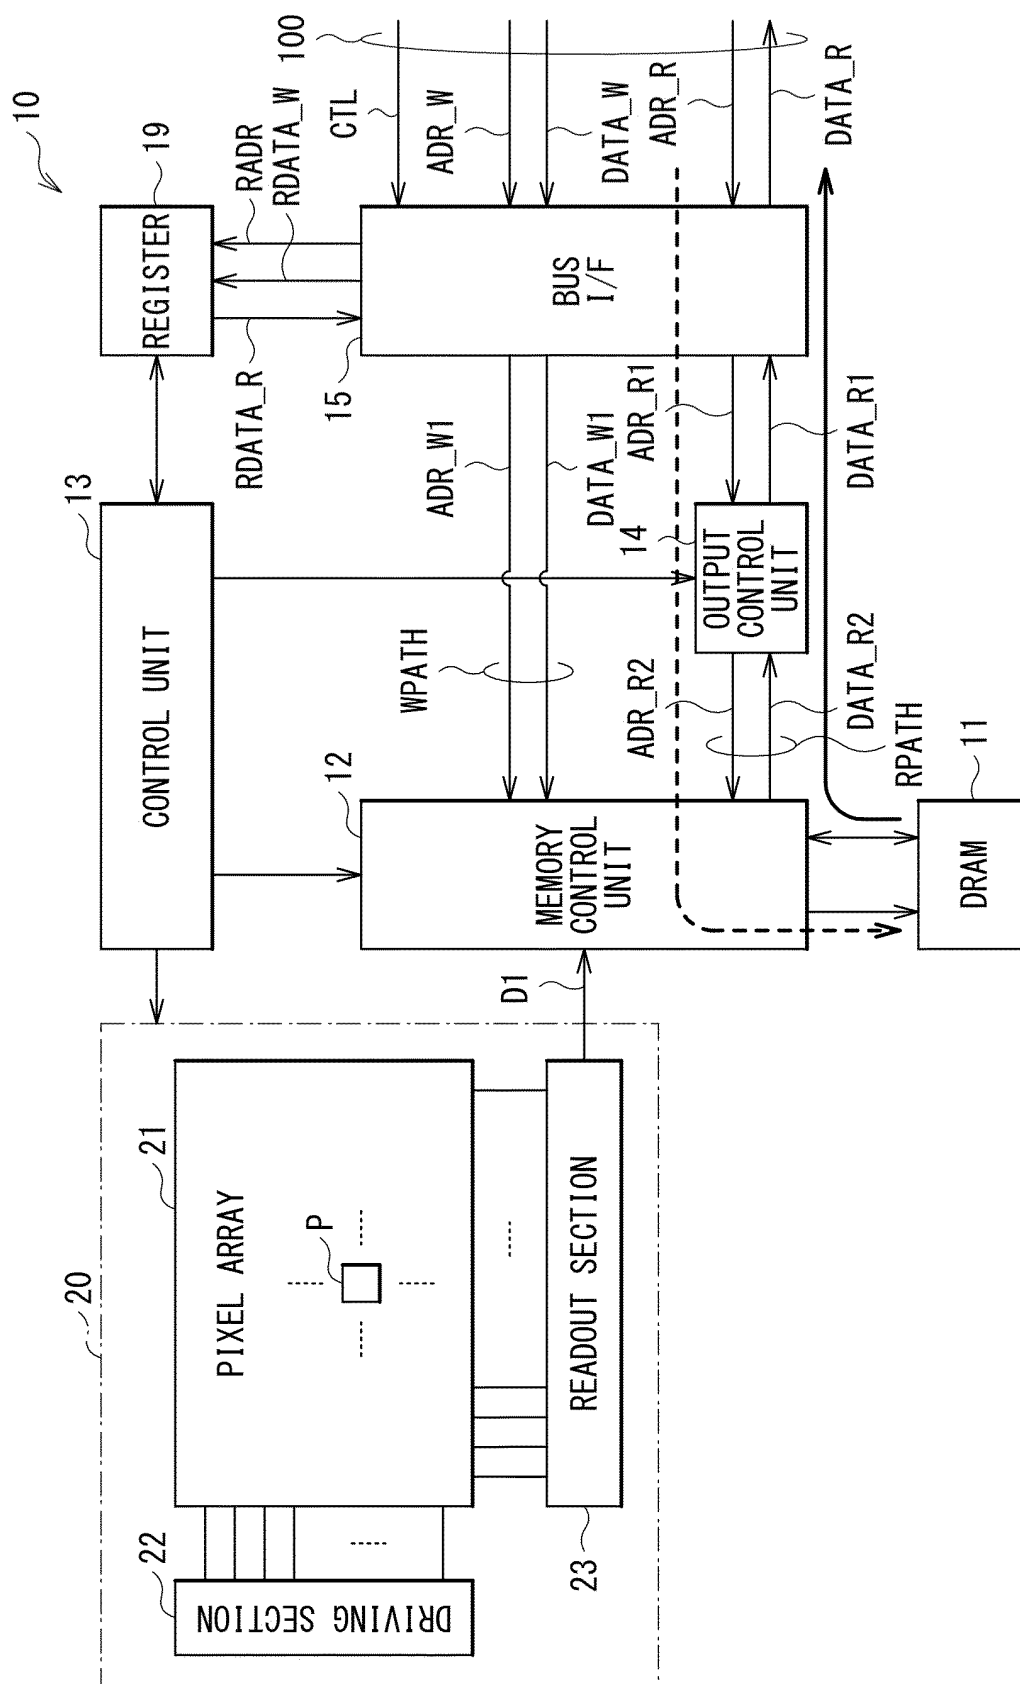 10
20
22
DRIVING SECTION
21
PIXEL ARRAY
P
READOUT SECTION
23
D1
13
CONTROL UNIT
12
MEMORY
CONTROL
UNIT
11
DRAM
19
REGISTER
RADR
RDATA_W
RDATA_R
15
BUS
I/F
14
OUTPUT
CONTROL
UNIT
WPATH
ADR_W1
DATA_W1
ADR_R1
DATA_R1
ADR_R2
DATA_R2
RPATH
100
CTL
ADR_W
DATA_W
ADR_R
DATA_R